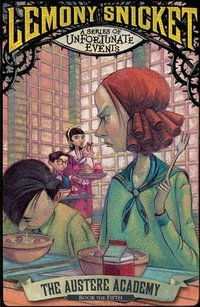 LEMONY SNICKET
A SERIES OF
UNFORTUNATE
EVENTS
THE AUSTERE ACADEMY
BOOK THE FIFTH